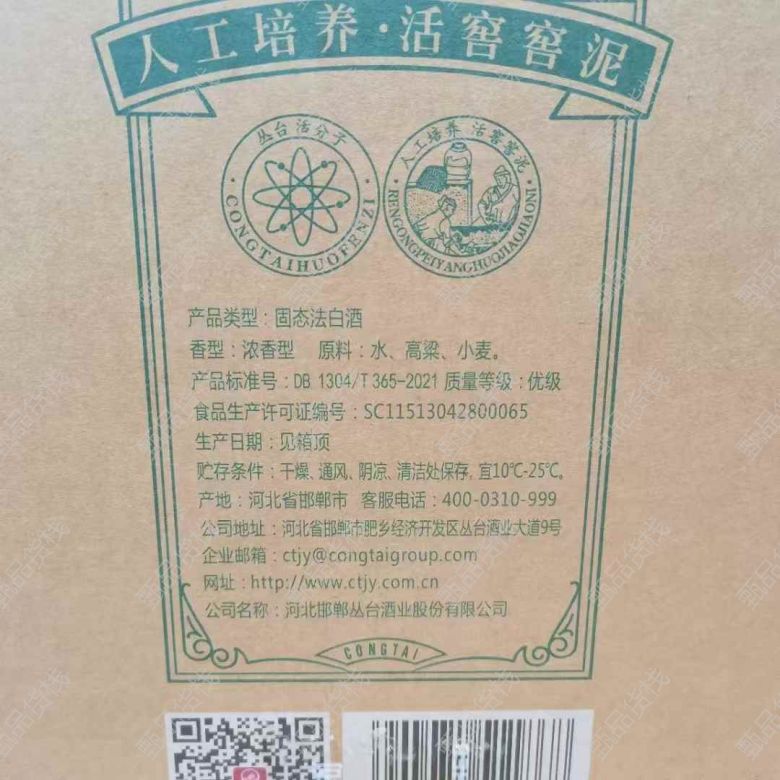 人工培养·活窖窖泥
丛台活分子
CONGTAIHUOFENZI
人工培养 活窖窖泥
RENGONGPEIYANGHUOJIAOJIAONI
产品类型：固态法白酒
香型：浓香型 原料：水、高粱、小麦。
产品标准号：DB 1304/T 365-2021 质量等级：优级
食品生产许可证编号：SC11513042800065
生产日期：见箱顶
贮存条件：干燥、通风、阴凉、清洁处保存，宜10℃-25℃。
产地：河北省邯郸市 客服电话：400-0310-999
公司地址：河北省邯郸市肥乡经济开发区丛台酒业大道9号
企业邮箱：ctjy@congtaigroup.com
网址：http://www.ctjy.com.cn
公司名称：河北邯郸丛台酒业股份有限公司
CONGTAI
甄品货栈